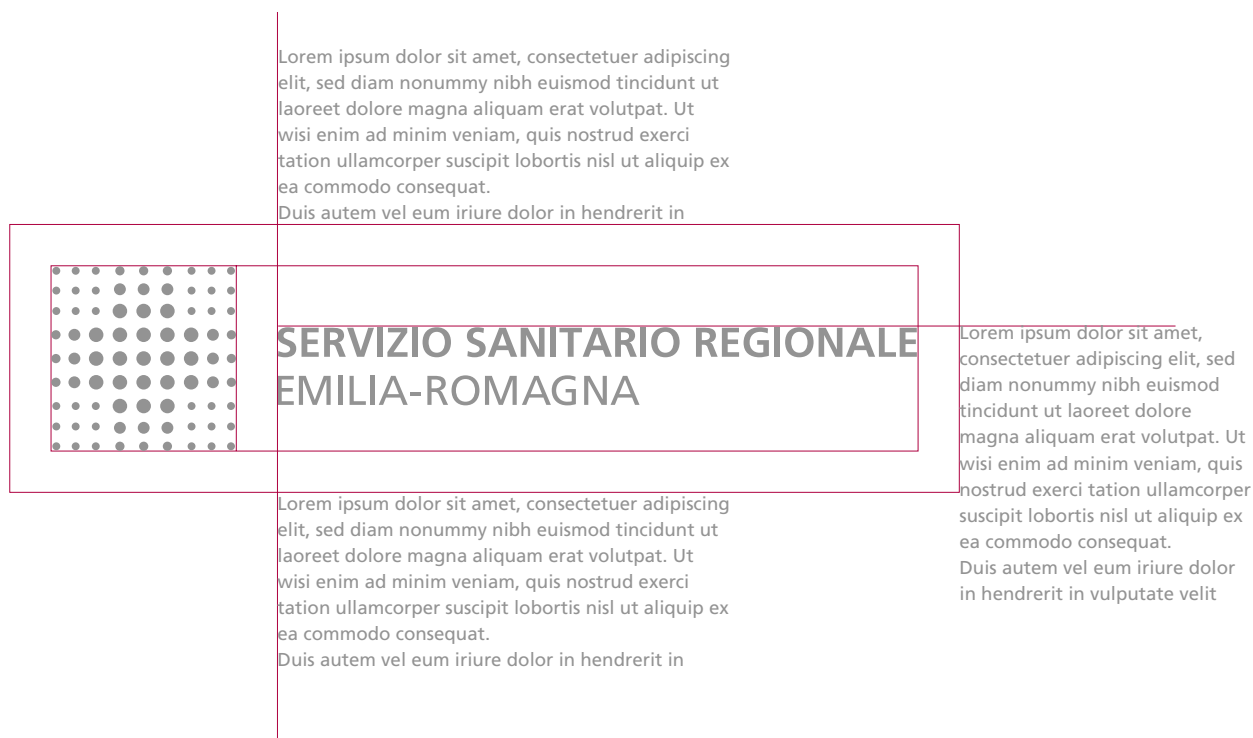 Lorem ipsum dolor sit amet, consectetuer adipiscing
elit, sed diam nonummy nibh euismod tincidunt ut
laoreet dolore magna aliquam erat volutpat. Ut
wisi enim ad minim veniam, quis nostrud exerci
tation ullamcorper suscipit lobortis nisl ut aliquip ex
ea commodo consequat.
Duis autem vel eum iriure dolor in hendrerit in
SERVIZIO SANITARIO REGIONALE
EMILIA-ROMAGNA
Lorem ipsum dolor sit amet,
consectetuer adipiscing elit, sed
diam nonummy nibh euismod
tincidunt ut laoreet dolore
magna aliquam erat volutpat. Ut
wisi enim ad minim veniam, quis
nostrud exerci tation ullamcorper
suscipit lobortis nisl ut aliquip ex
ea commodo consequat.
Duis autem vel eum iriure dolor
in hendrerit in vulputate velit
Lorem ipsum dolor sit amet, consectetuer adipiscing
elit, sed diam nonummy nibh euismod tincidunt ut
laoreet dolore magna aliquam erat volutpat. Ut
wisi enim ad minim veniam, quis nostrud exerci
tation ullamcorper suscipit lobortis nisl ut aliquip ex
ea commodo consequat.
Duis autem vel eum iriure dolor in hendrerit in